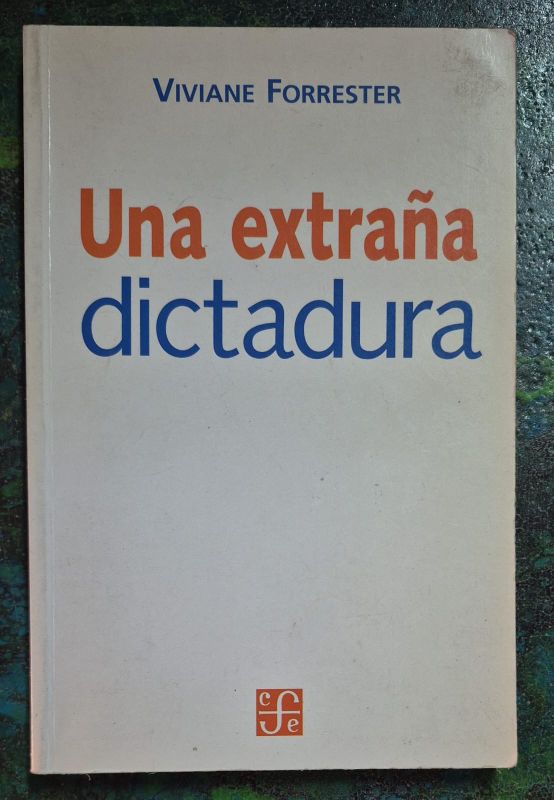 VIVIANE FORRESTER
Una extraña
dictadura
cfe